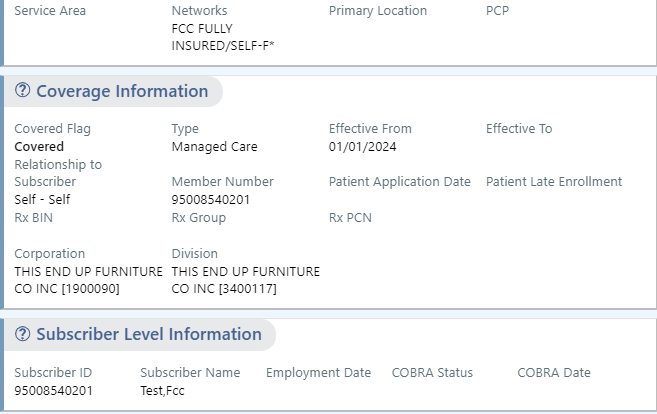 Service Area Networks Primary Location PCP
FCC FULLY
INSURED/SELF-F*
Coverage Information
Covered Flag Type Effective From Effective To
Covered Managed Care 01/01/2024
Relationship to
Subscriber Member Number Patient Application Date Patient Late Enrollment
Self - Self 95008540201
Rx BIN Rx Group Rx PCN
Corporation Division
THIS END UP FURNITURE THIS END UP FURNITURE
CO INC [1900090] CO INC [3400117]
Subscriber Level Information
Subscriber ID Subscriber Name Employment Date COBRA Status COBRA Date
95008540201 Test,Fcc